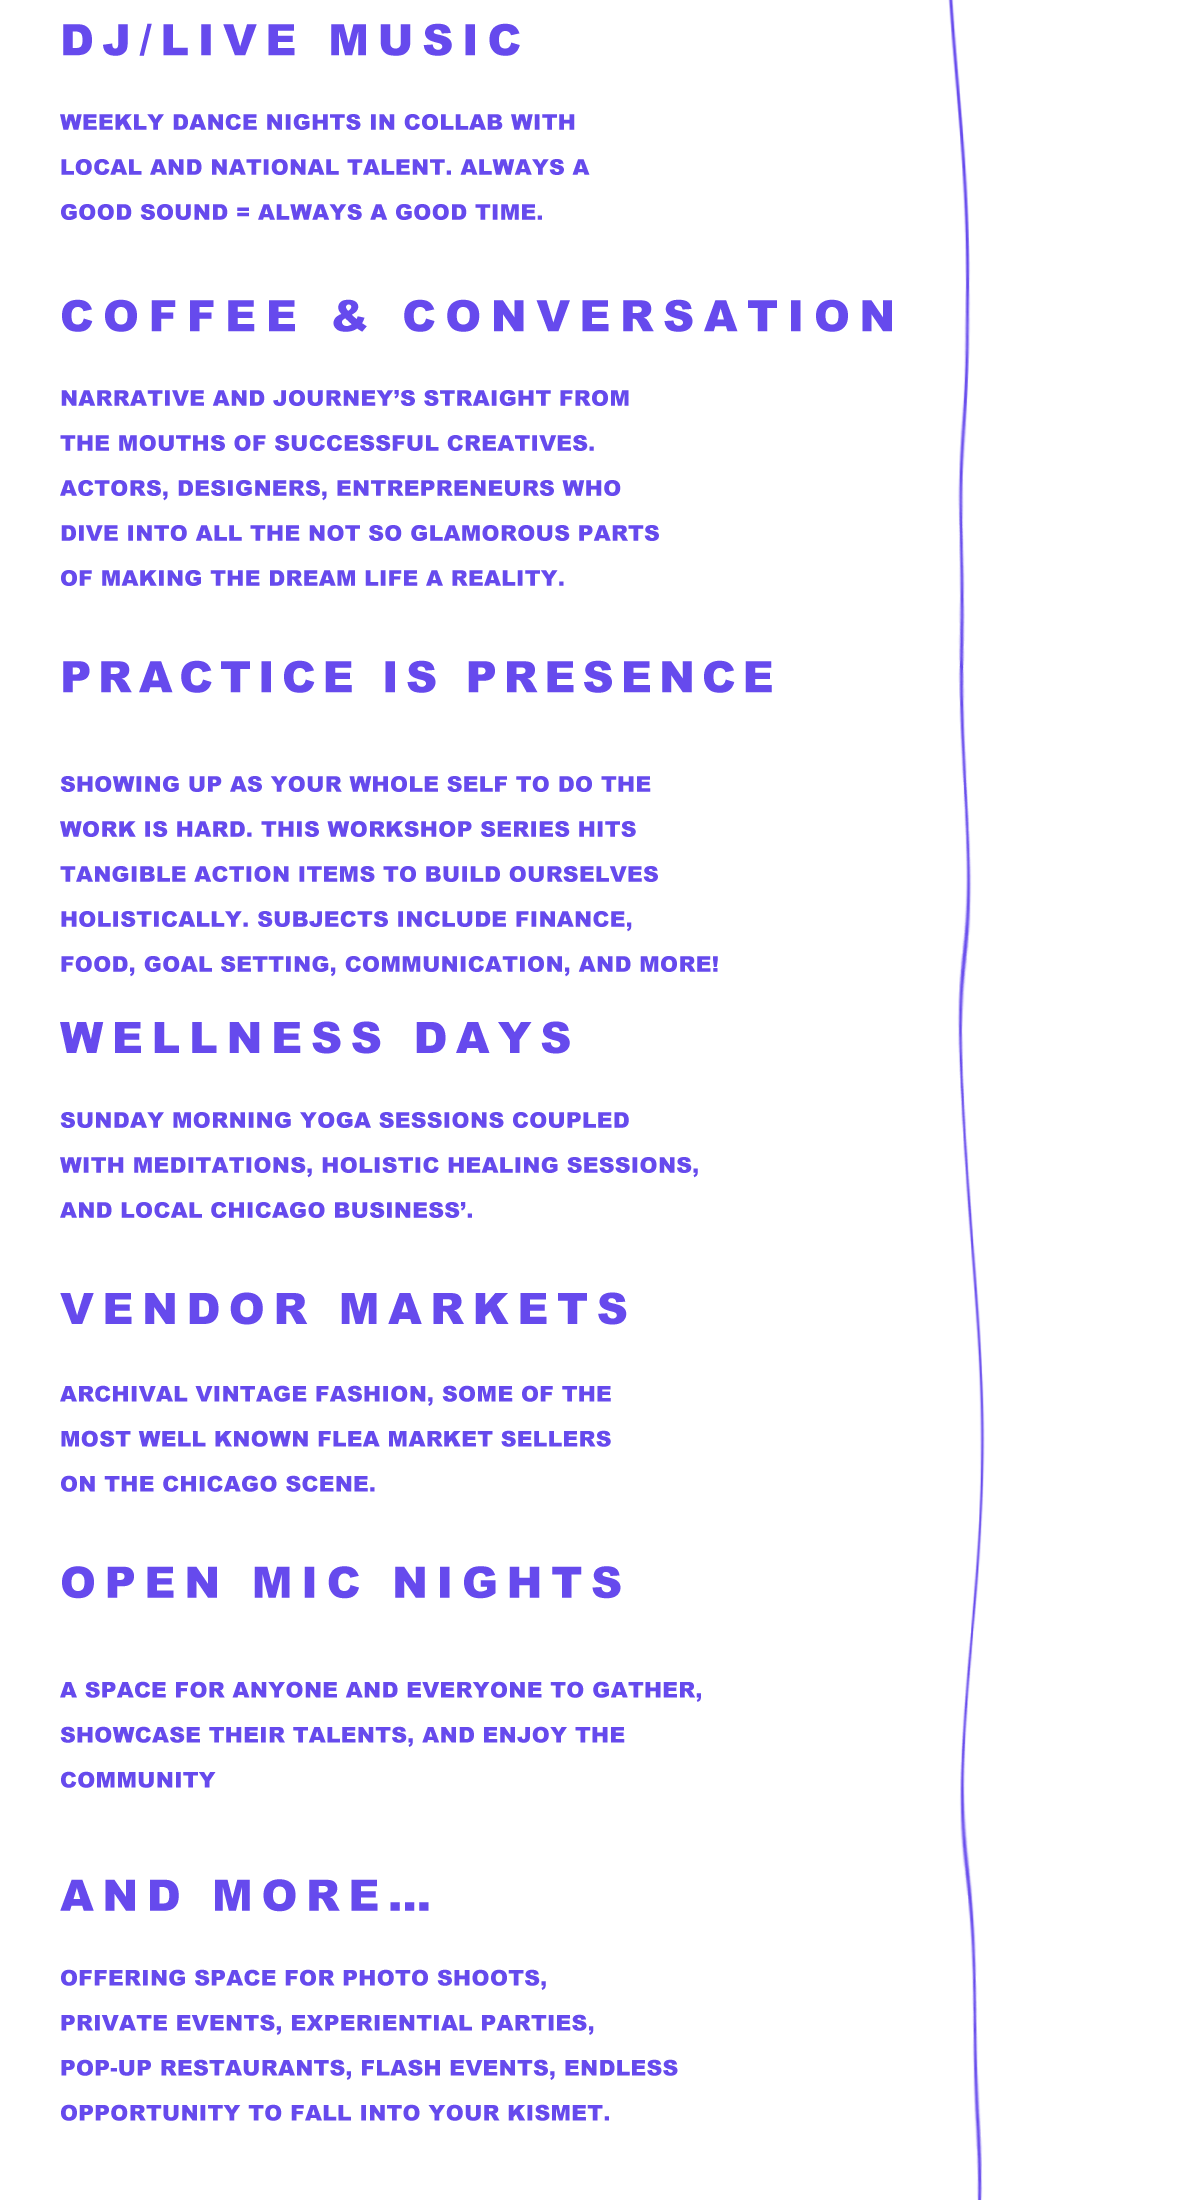 DJ/LIVE MUSIC
WEEKLY DANCE NIGHTS IN COLLAB WITH
LOCAL AND NATIONAL TALENT. ALWAYS A
GOOD SOUND = ALWAYS A GOOD TIME.
COFFEE & CONVERSATION
NARRATIVE AND JOURNEY’S STRAIGHT FROM
THE MOUTHS OF SUCCESSFUL CREATIVES.
ACTORS, DESIGNERS, ENTREPRENEURS WHO
DIVE INTO ALL THE NOT SO GLAMOROUS PARTS
OF MAKING THE DREAM LIFE A REALITY.
PRACTICE IS PRESENCE
SHOWING UP AS YOUR WHOLE SELF TO DO THE
WORK IS HARD. THIS WORKSHOP SERIES HITS
TANGIBLE ACTION ITEMS TO BUILD OURSELVES
HOLISTICALLY. SUBJECTS INCLUDE FINANCE,
FOOD, GOAL SETTING, COMMUNICATION, AND MORE!
WELLNESS DAYS
SUNDAY MORNING YOGA SESSIONS COUPLED
WITH MEDITATIONS, HOLISTIC HEALING SESSIONS,
AND LOCAL CHICAGO BUSINESS’.
VENDOR MARKETS
ARCHIVAL VINTAGE FASHION, SOME OF THE
MOST WELL KNOWN FLEA MARKET SELLERS
ON THE CHICAGO SCENE.
OPEN MIC NIGHTS
A SPACE FOR ANYONE AND EVERYONE TO GATHER,
SHOWCASE THEIR TALENTS, AND ENJOY THE
COMMUNITY
AND MORE…
OFFERING SPACE FOR PHOTO SHOOTS,
PRIVATE EVENTS, EXPERIENTIAL PARTIES,
POP-UP RESTAURANTS, FLASH EVENTS, ENDLESS
OPPORTUNITY TO FALL INTO YOUR KISMET.